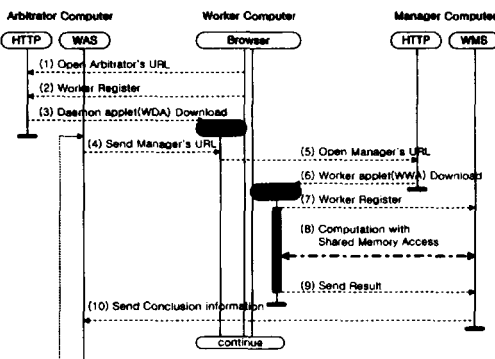 Arbitrator Computer Worker Computer Manager Computer
HTTP WAS Browser HTTP WMS
(1) Open Arbitrator's URL
(2) Worker Register
(3) Daemon applet(WDA) Download
(4) Send Manager's URL
(5) Open Manager's URL
(6) Worker applet(WWA) Download
(7) Worker Register
(8) Computation with
Shared Memory Access
(9) Send Result
(10) Send Conclusion information
continue